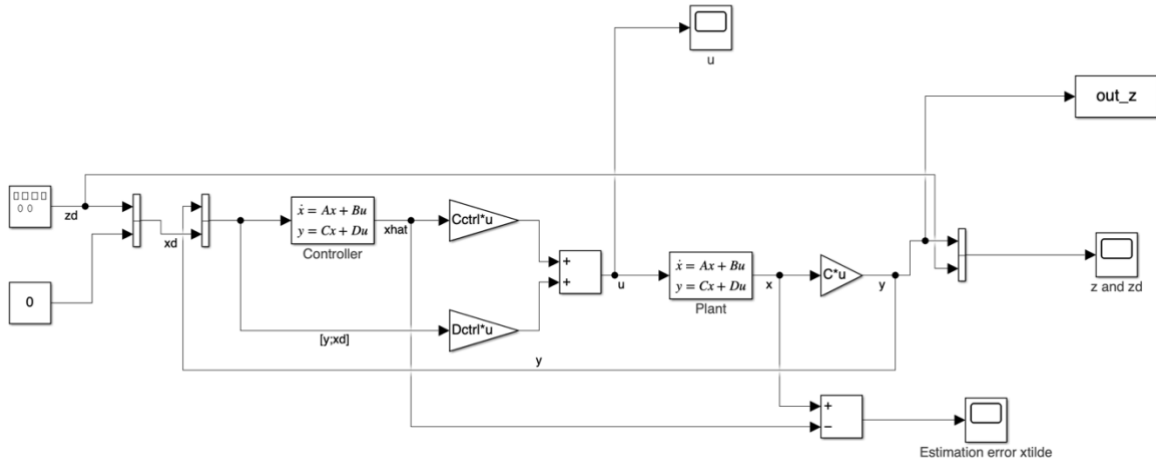 u
out_z
zd
0
xd
ẋ = Ax + Bu
y = Cx + Du
Controller
xhat
Cctrl*u
Dctrl*u
[y;xd]
+
+
u
ẋ = Ax + Bu
y = Cx + Du
Plant
x
C*u
y
z and zd
y
+
−
Estimation error xtilde